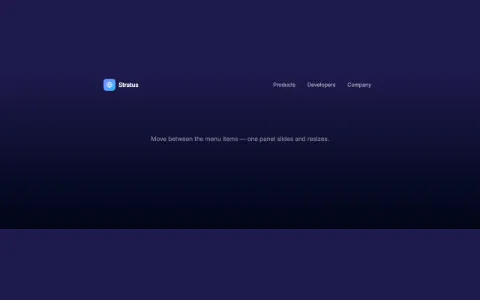 Stratus
Products Developers Company
Move between the menu items — one panel slides and resizes.